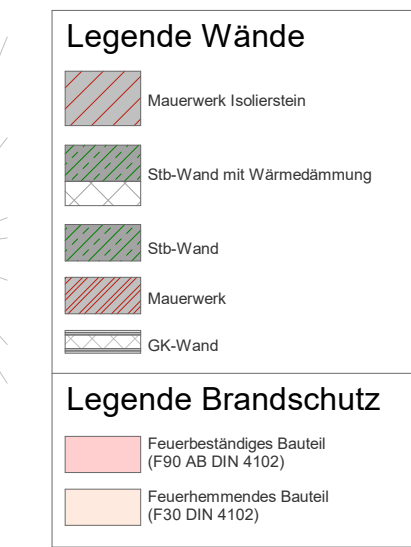 Legende Wände
Mauerwerk Isolierstein
Stb-Wand mit Wärmedämmung
Stb-Wand
Mauerwerk
GK-Wand
Legende Brandschutz
Feuerbeständiges Bauteil
(F90 AB DIN 4102)
Feuerhemmendes Bauteil
(F30 DIN 4102)